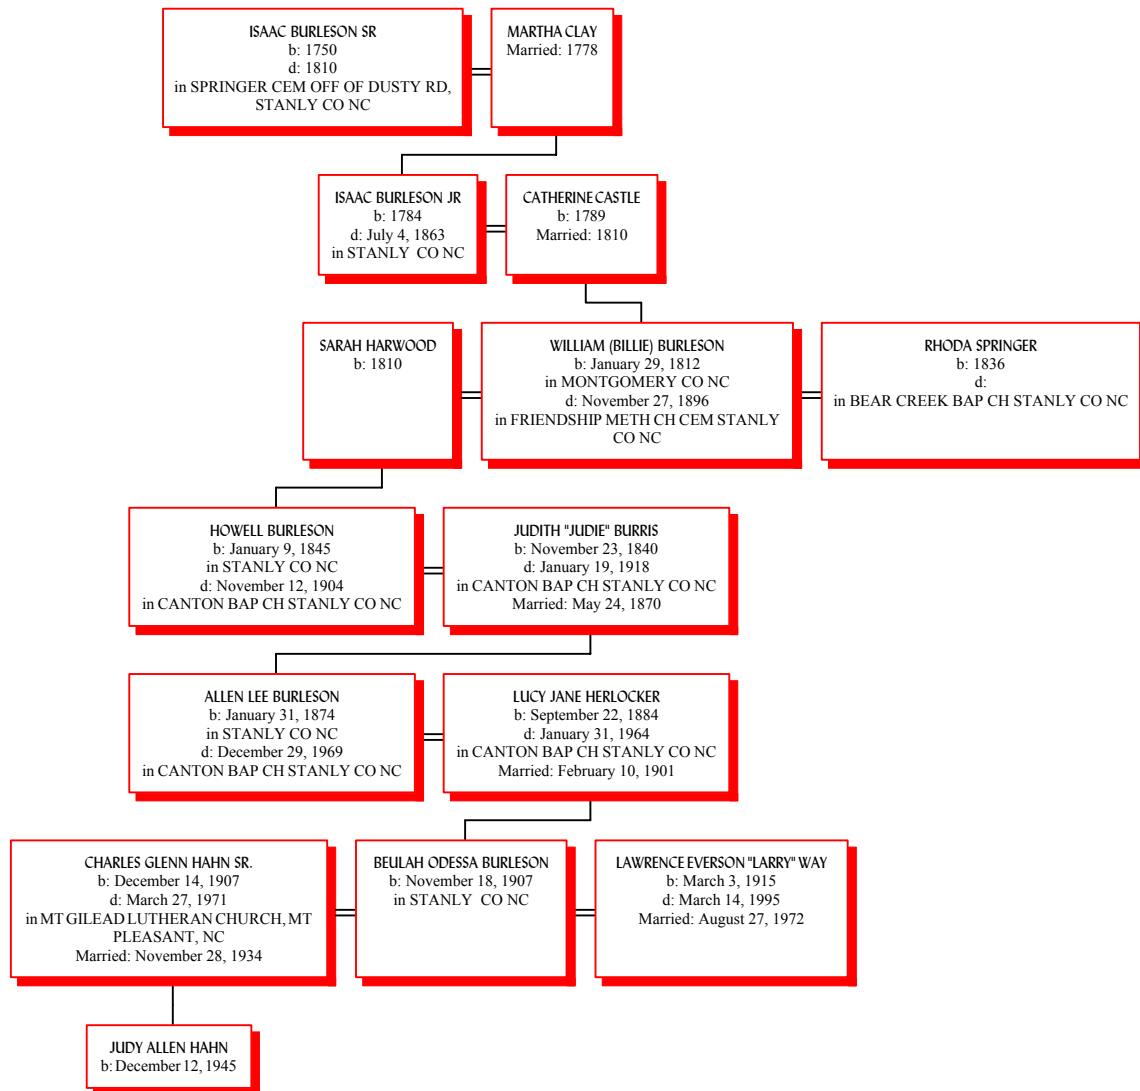 ISAAC BURLESON SR
b: 1750
d: 1810
in SPRINGER CEM OFF OF DUSTY RD,
STANLY CO NC
MARTHA CLAY
Married: 1778
ISAAC BURLESON JR
b: 1784
d: July 4, 1863
in STANLY CO NC
CATHERINE CASTLE
b: 1789
Married: 1810
SARAH HARWOOD
b: 1810
WILLIAM (BILLIE) BURLESON
b: January 29, 1812
in MONTGOMERY CO NC
d: November 27, 1896
in FRIENDSHIP METH CH CEM STANLY
CO NC
RHODA SPRINGER
b: 1836
d:
in BEAR CREEK BAP CH STANLY CO NC
HOWELL BURLESON
b: January 9, 1845
in STANLY CO NC
d: November 12, 1904
in CANTON BAP CH STANLY CO NC
JUDITH "JUDIE" BURRIS
b: November 23, 1840
d: January 19, 1918
in CANTON BAP CH STANLY CO NC
Married: May 24, 1870
ALLEN LEE BURLESON
b: January 31, 1874
in STANLY CO NC
d: December 29, 1969
in CANTON BAP CH STANLY CO NC
LUCY JANE HERLOCKER
b: September 22, 1884
d: January 31, 1964
in CANTON BAP CH STANLY CO NC
Married: February 10, 1901
CHARLES GLENN HAHN SR.
b: December 14, 1907
d: March 27, 1971
in MT GILEAD LUTHERAN CHURCH, MT
PLEASANT, NC
Married: November 28, 1934
BEULAH ODESSA BURLESON
b: November 18, 1907
in STANLY CO NC
LAWRENCE EVERSON "LARRY" WAY
b: March 3, 1915
d: March 14, 1995
Married: August 27, 1972
JUDY ALLEN HAHN
b: December 12, 1945